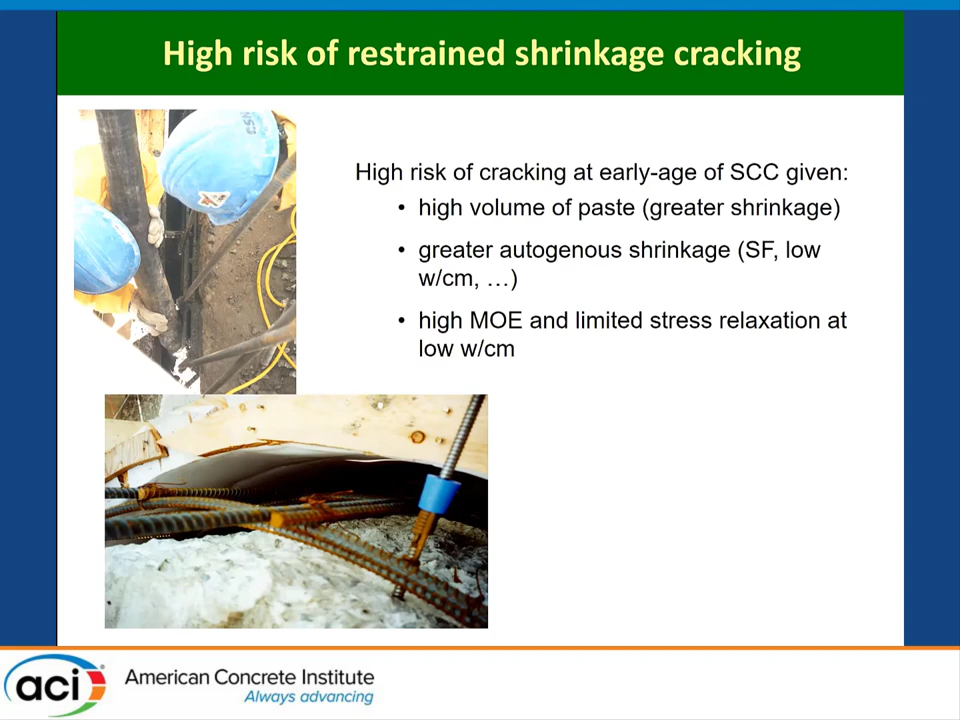 High risk of restrained shrinkage cracking
High risk of cracking at early-age of SCC given:
• high volume of paste (greater shrinkage)
• greater autogenous shrinkage (SF, low
w/cm, …)
• high MOE and limited stress relaxation at
low w/cm
aci
American Concrete Institute
Always advancing